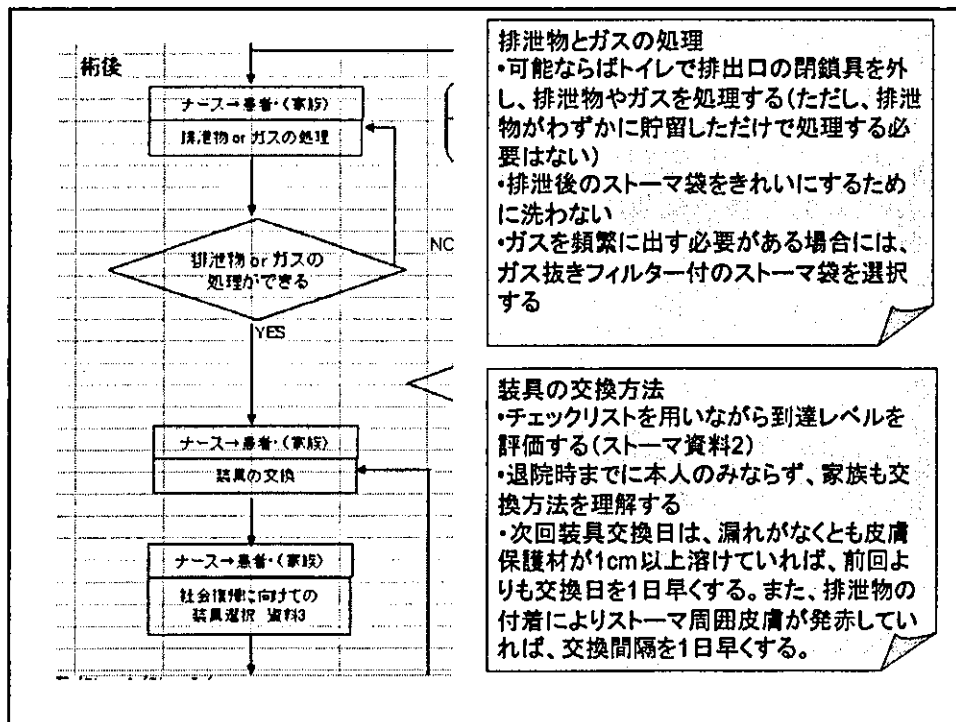 術後
ナース→患者・(家族)
排泄物 or ガスの処理
排泄物 or ガスの
処理ができる
NO
YES
ナース→患者・(家族)
装具の交換
ナース→患者・(家族)
社会復帰に向けての
装具選択 資料3
排泄物とガスの処理
・可能ならばトイレで排出口の閉鎖具を外
し、排泄物やガスを処理する(ただし、排泄
物がわずかに貯留しただけで処理する必
要はない)
・排泄後のストーマ袋をきれいにするため
に洗わない
・ガスを頻繁に出す必要がある場合には、
ガス抜きフィルター付のストーマ袋を選択
する
装具の交換方法
・チェックリストを用いながら到達レベルを
評価する(ストーマ資料2)
・退院時までに本人のみならず、家族も交
換方法を理解する
・次回装具交換日は、漏れがなくとも皮膚
保護材が1cm以上溶けていれば、前回よ
りも交換日を1日早くする。また、排泄物の
付着によりストーマ周囲皮膚が発赤してい
れば、交換間隔を1日早くする。